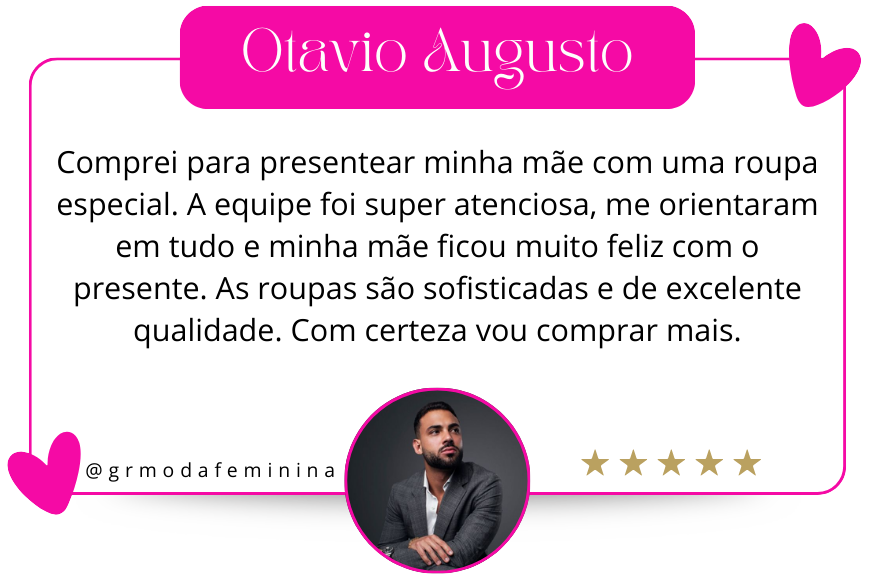 Otavio Augusto
Comprei para presentear minha mãe com uma roupa
especial. A equipe foi super atenciosa, me orientaram
em tudo e minha mãe ficou muito feliz com o
presente. As roupas são sofisticadas e de excelente
qualidade. Com certeza vou comprar mais.
@grmodafeminina